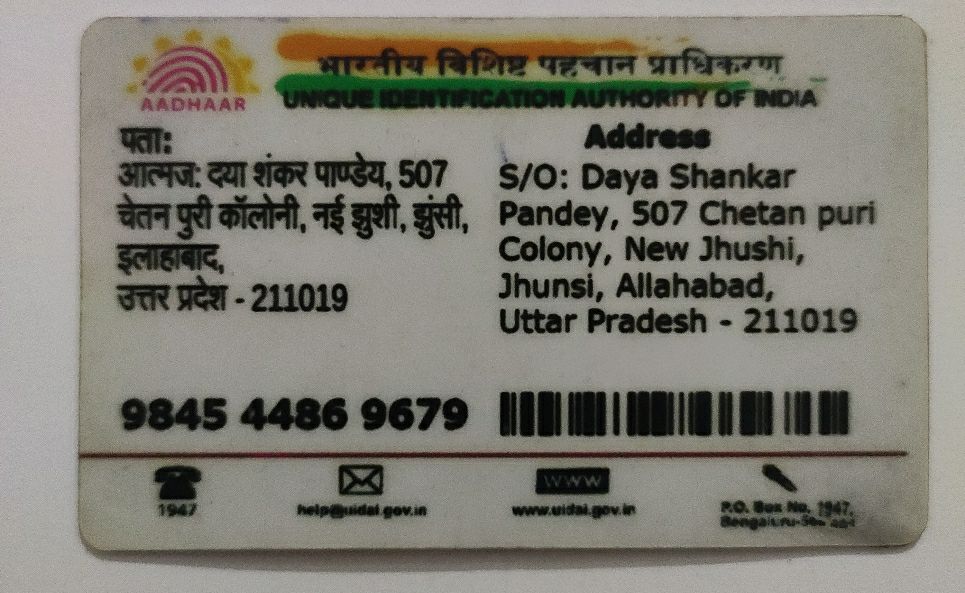 भारतीय विशिष्ट पहचान प्राधिकरण
AADHAAR
UNIQUE IDENTIFICATION AUTHORITY OF INDIA
पता:
आत्मज: दया शंकर पाण्डेय, 507
चेतन पुरी कॉलोनी, नई झुशी, झुंसी,
इलाहाबाद,
उत्तर प्रदेश - 211019
Address
S/O: Daya Shankar
Pandey, 507 Chetan puri
Colony, New Jhushi,
Jhunsi, Allahabad,
Uttar Pradesh - 211019
9845 4486 9679
1947
help@uidai.gov.in
WWW
www.uidai.gov.in
P.O. Box No. 1947,